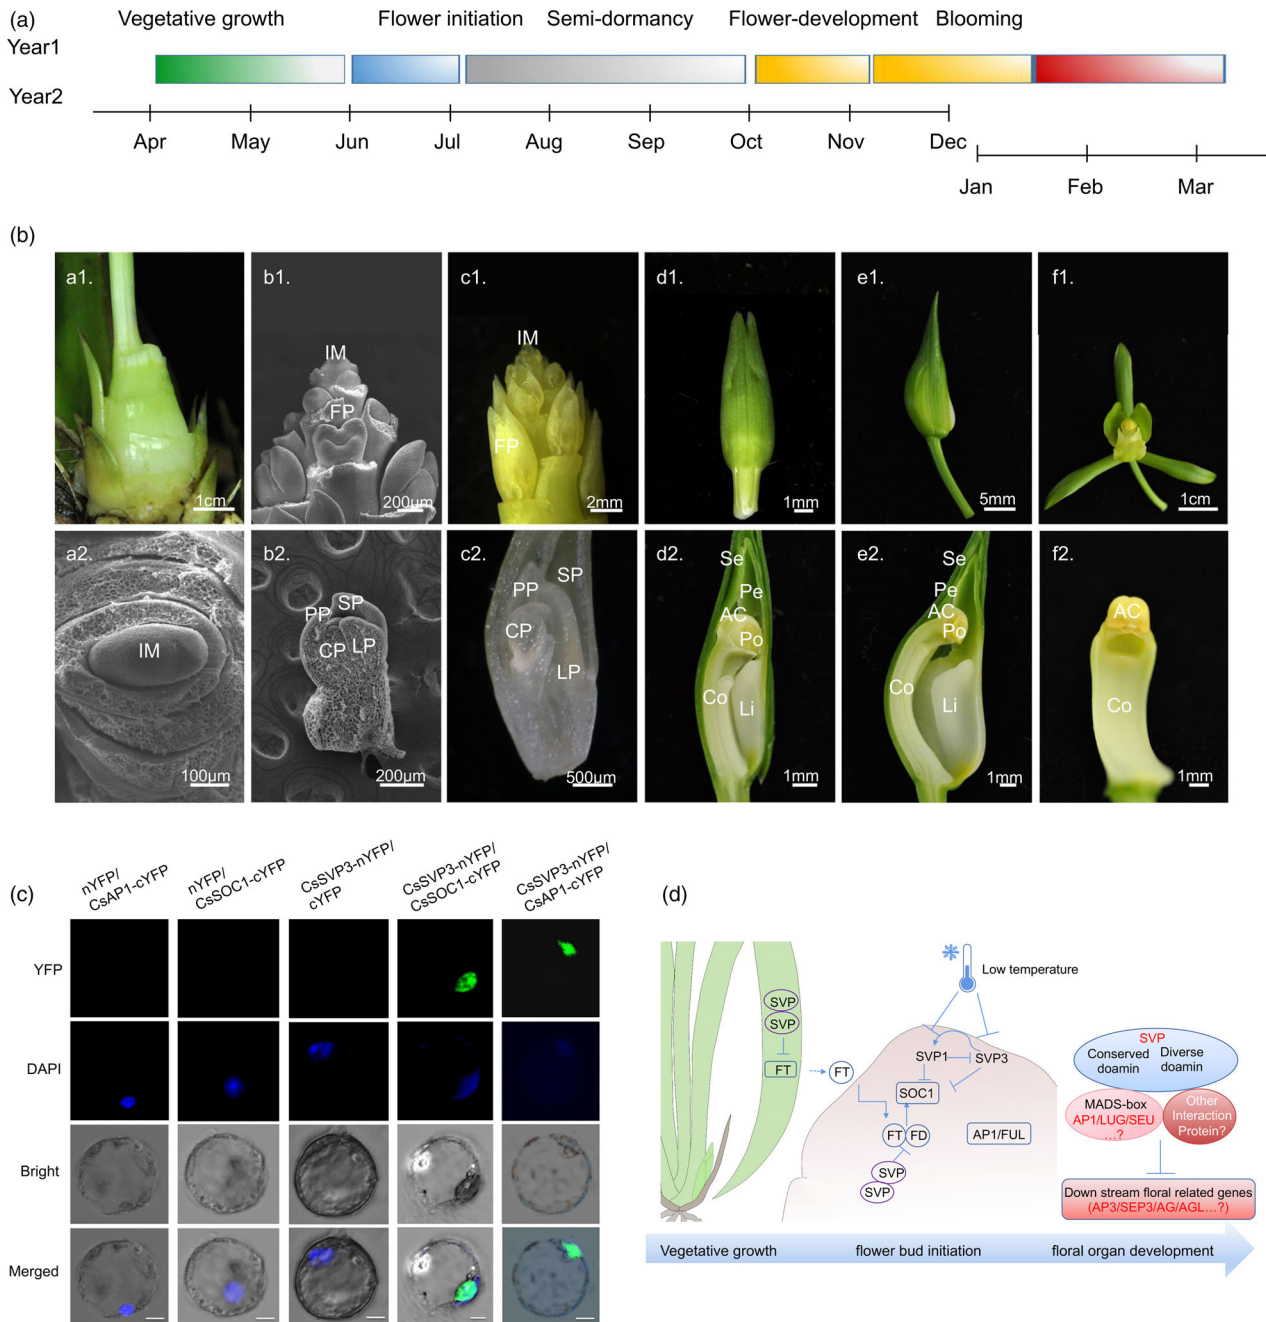 (a)
Vegetative growth Flower initiation Semi-dormancy Flower-development Blooming
Year1
Year2
Apr May Jun Jul Aug Sep Oct Nov Dec
Jan Feb Mar
(b)
a1.
1cm
b1.
IM
FP
200µm
c1.
IM
FP
2mm
d1.
1mm
e1.
5mm
f1.
1cm
a2.
IM
100µm
b2.
PP SP
CP LP
200µm
c2.
PP SP
CP
LP
500µm
d2.
Se
Pe
AC
Po
Co
Li
1mm
e2.
Se
Pe
AC
Po
Co
Li
1mm
f2.
AC
Co
1mm
(c)
nYFP/
CsAP1-cYFP
nYFP/
CsSOC1-cYFP
CsSVP3-nYFP/
cYFP
CsSVP3-nYFP/
CsSOC1-cYFP
CsSVP3-nYFP/
CsAP1-cYFP
YFP
DAPI
Bright
Merged
(d)
Low temperature
SVP
SVP
FT
FT
SVP1
SVP3
SOC1
FT FD
AP1/FUL
SVP
SVP
SVP
Conserved Diverse
doamin doamin
MADS-box
AP1/LUG/SEU
...?
Other
Interaction
Protein?
Down stream floral related genes
(AP3/SEP3/AG/AGL...?)
Vegetative growth flower bud initiation floral organ development